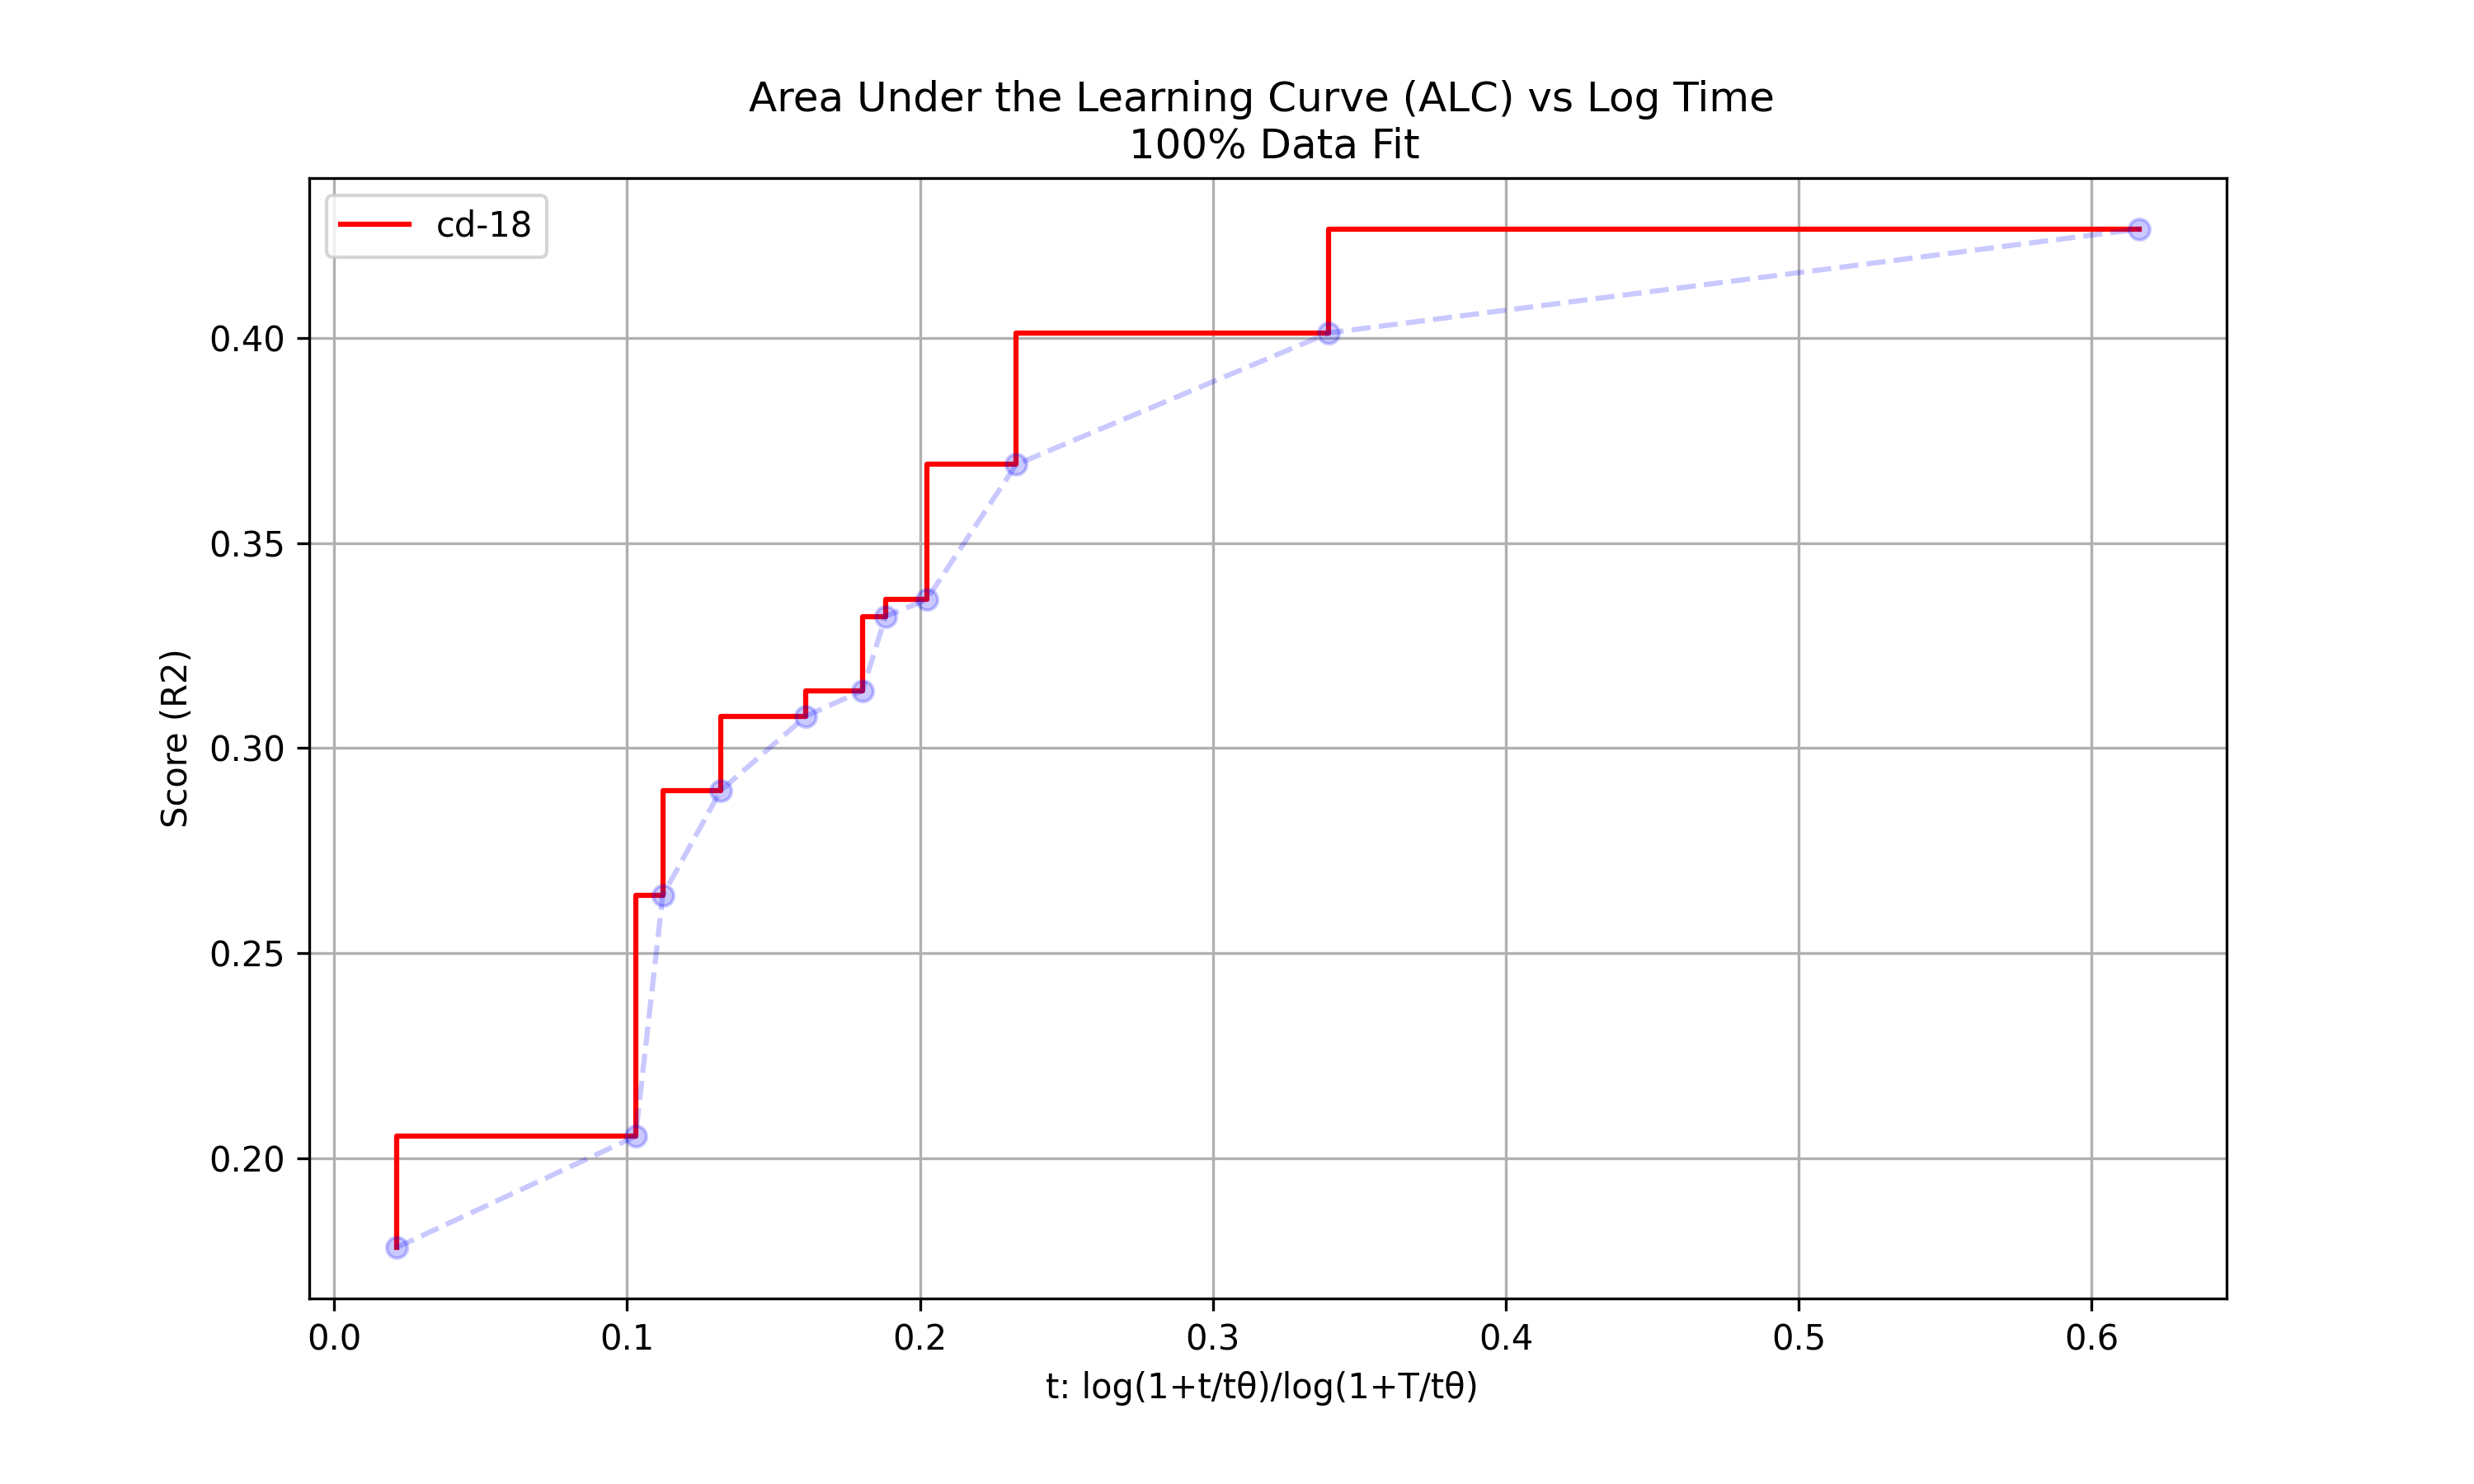 Area Under the Learning Curve (ALC) vs Log Time
100% Data Fit
cd-18
0.40
0.35
0.30
0.25
0.20
Score (R2)
0.0 0.1 0.2 0.3 0.4 0.5 0.6
t: log(1+t/tθ)/log(1+T/tθ)